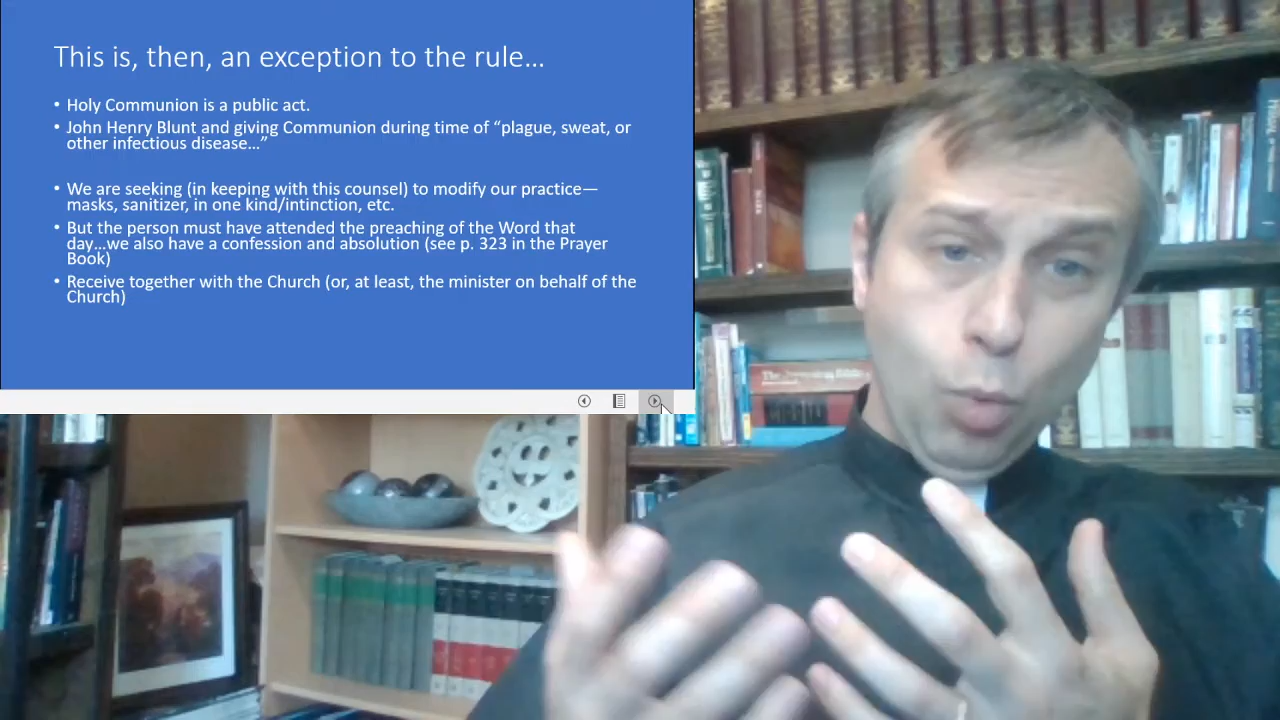 This is, then, an exception to the rule...
• Holy Communion is a public act.
• John Henry Blunt and giving Communion during time of “plague, sweat, or
other infectious disease...”
• We are seeking (in keeping with this counsel) to modify our practice—
masks, sanitizer, in one kind/intinction, etc.
• But the person must have attended the preaching of the Word that
day...we also have a confession and absolution (see p. 323 in the Prayer
Book)
• Receive together with the Church (or, at least, the minister on behalf of the
Church)